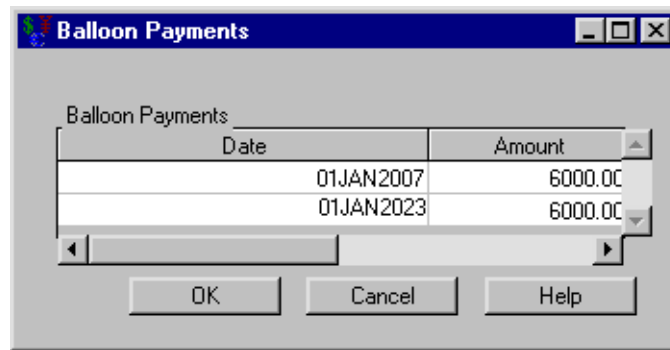 Balloon Payments
Balloon Payments
Date Amount
01JAN2007 6000.00
01JAN2023 6000.00
OK Cancel Help